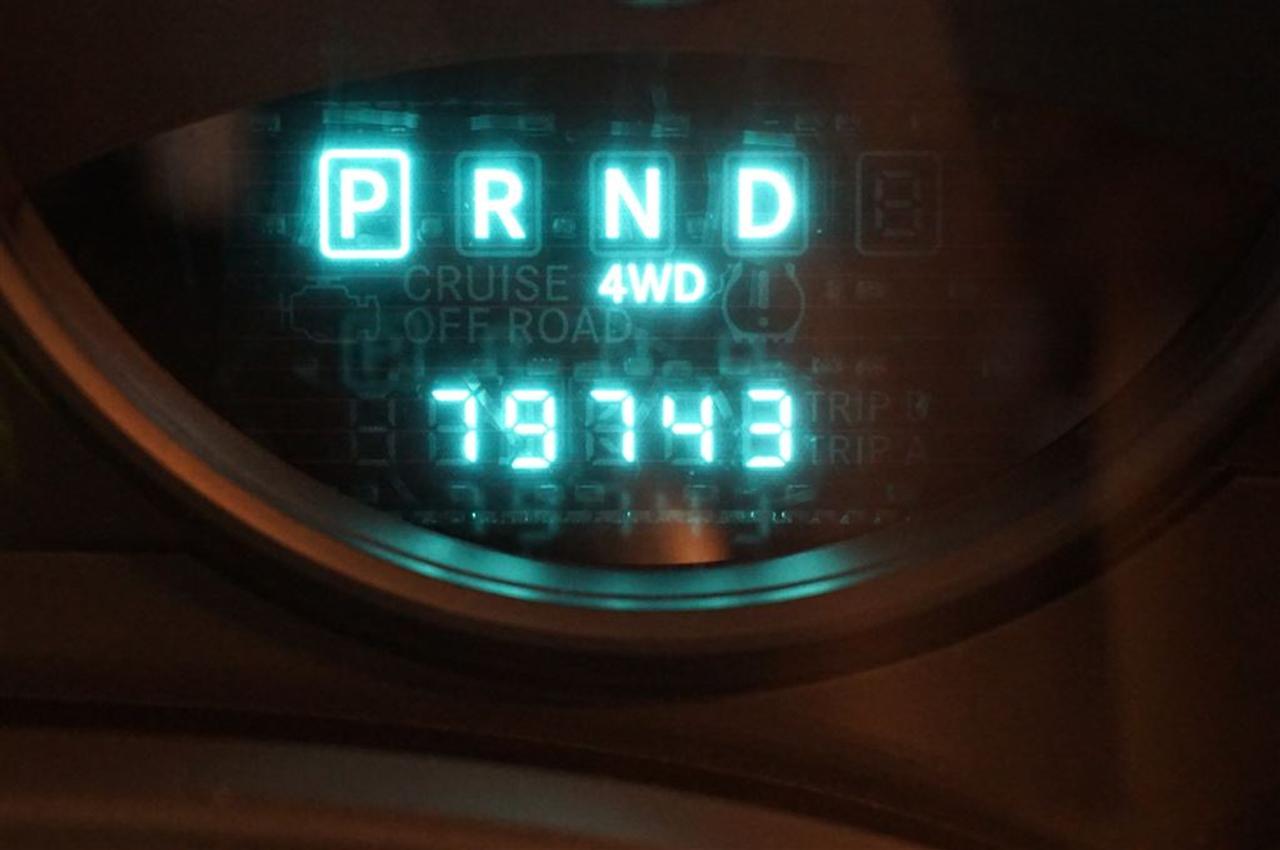 P R N D
CRUISE 4WD
OFF ROAD
79743 TRIP B
TRIP A